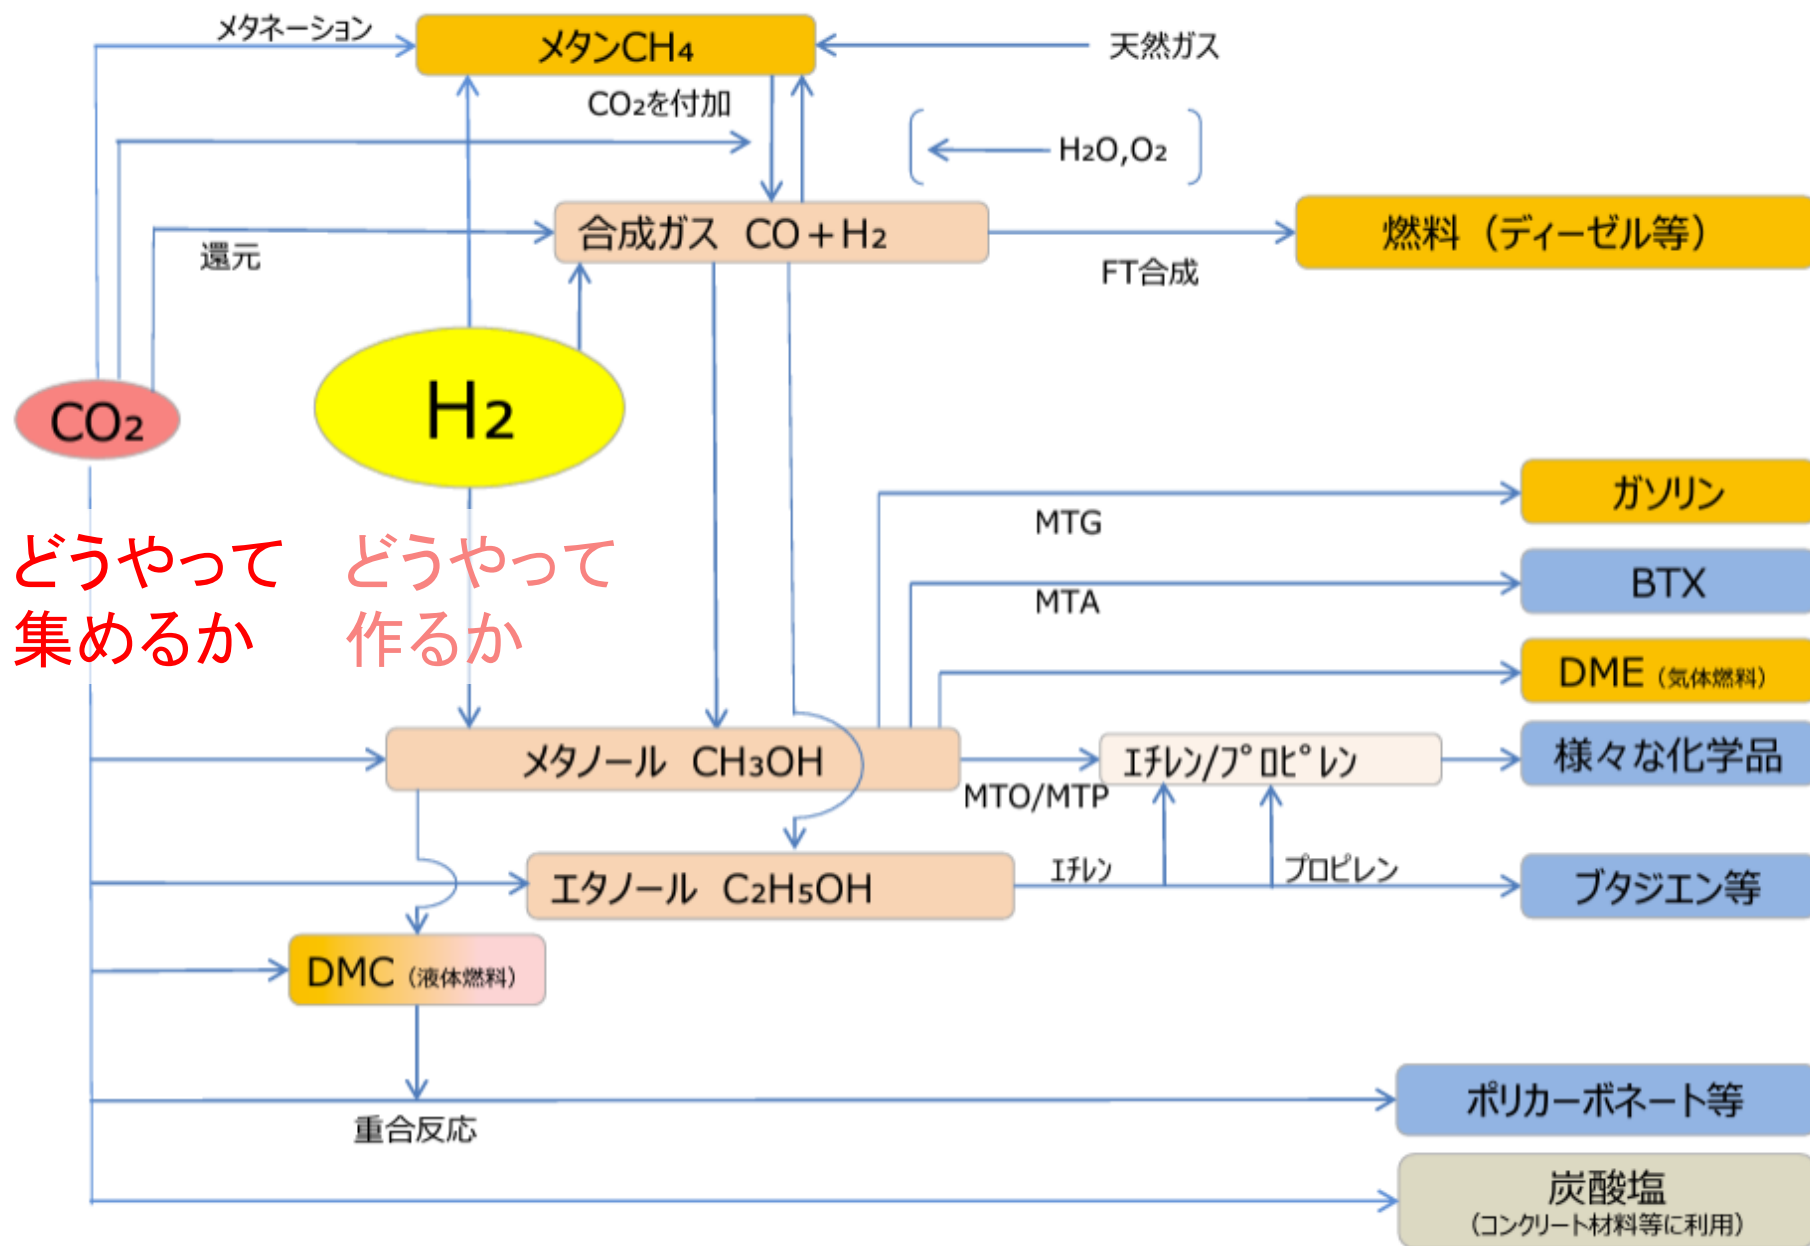 メタネーション
メタンCH₄
天然ガス
CO₂を付加
H₂O,O₂
合成ガス CO+H₂
燃料（ディーゼル等）
還元
FT合成
CO₂
H₂
ガソリン
MTG
どうやって
集めるか
どうやって
作るか
BTX
MTA
DME（気体燃料）
メタノール CH₃OH
エチレン/プロピレン
様々な化学品
MTO/MTP
エタノール C₂H₅OH
エチレン
プロピレン
ブタジエン等
DMC（液体燃料）
ポリカーボネート等
重合反応
炭酸塩
（コンクリート材料等に利用）